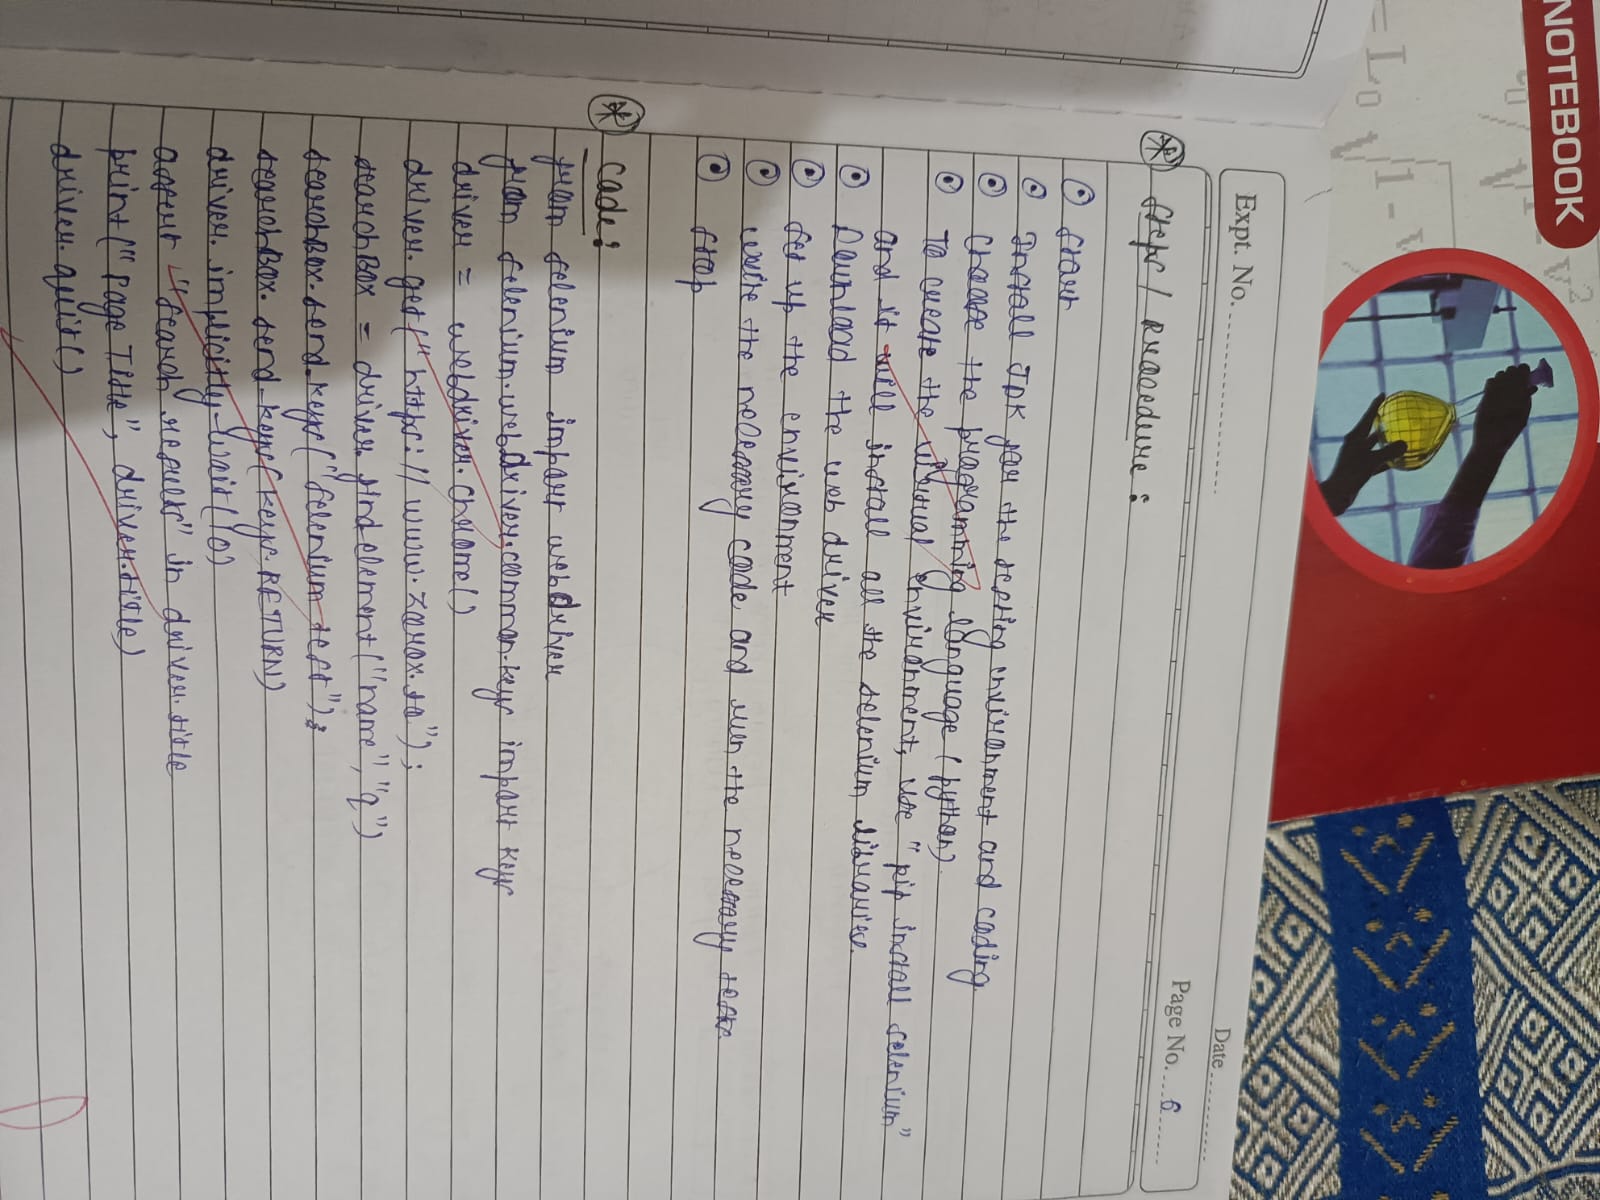 NOTEBOOK
Expt. No.
Date
Page No. 6
Steps / Procedure :
Start
Install JDK for the testing environment and coding.
Choose the programming language (python).
To create the virtual environment, use "pip install selenium"
and it will install all the selenium libraries.
Download the web driver
Set up the environment
Write the necessary code and run the necessary tests.
Stop
Code :
from selenium import webdriver
from selenium.webdriver.common.keys import keys
driver = webdriver.chrome()
driver.get("https://www.zorox.to");
searchBox = driver.find element("name", "q")
searchBox.send_keys("selenium test");
searchBox.send_keys(keys.RETURN)
driver.implicitly_wait(10)
assert "search results" in driver.title
print("Page Title", driver.title)
driver.quit()